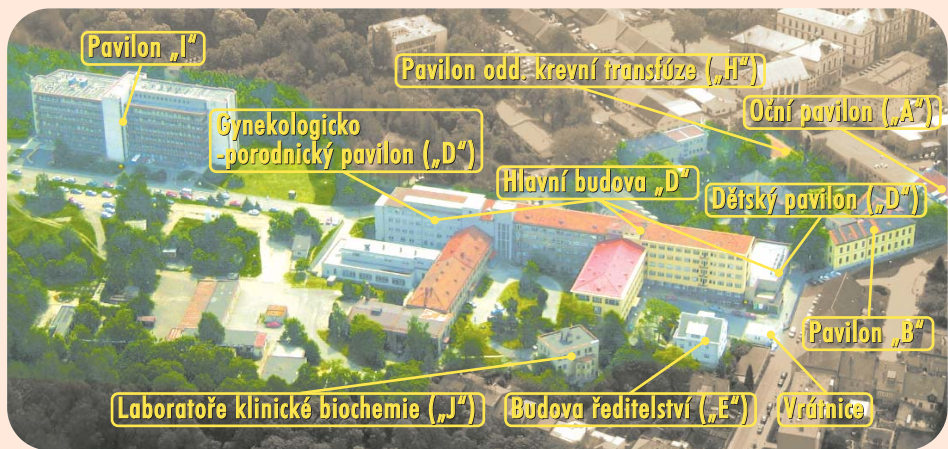 Pavilon „I“
Pavilon odd. krevní transfúze („H“)
Oční pavilon („A“)
Gynekologicko
-porodnický pavilon („D“)
Hlavní budova „D“
Dětský pavilon („D“)
Pavilon „B“
Laboratoře klinické biochemie („J“)
Budova ředitelství („E“)
Vrátnice